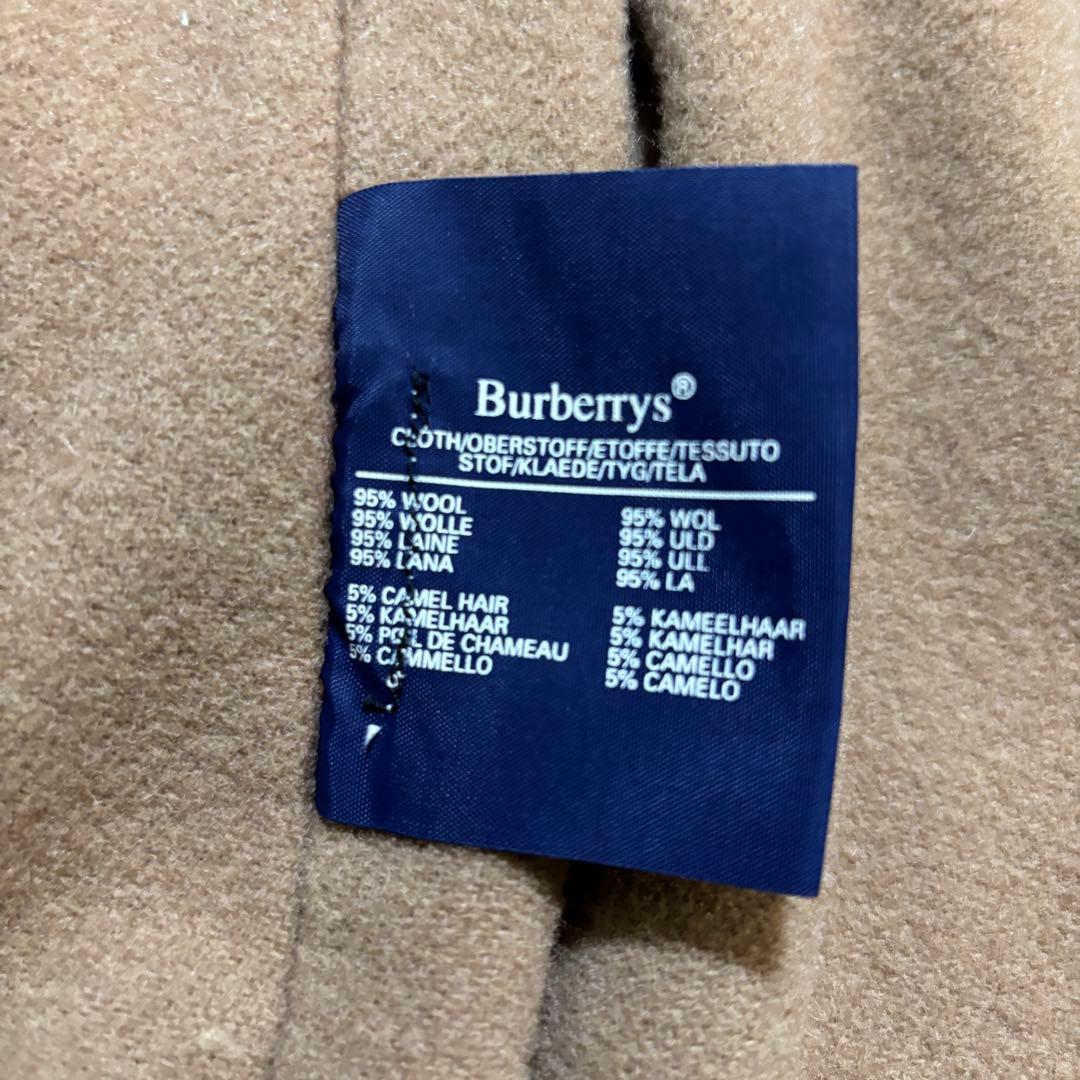 Burberrys®
CLOTH/OBERSTOFF/ETOFFE/TESSUTO
STOF/KLAEDE/TYG/TELA
95% WOOL
95% WOLLE
95% LAINE
95% LANA
5% CAMEL HAIR
5% KAMELHAAR
5% POIL DE CHAMEAU
5% CAMMELLO
95% WOL
95% ULD
95% ULL
95% LA
5% KAMEELHAAR
5% KAMELHAR
5% CAMELLO
5% CAMELO